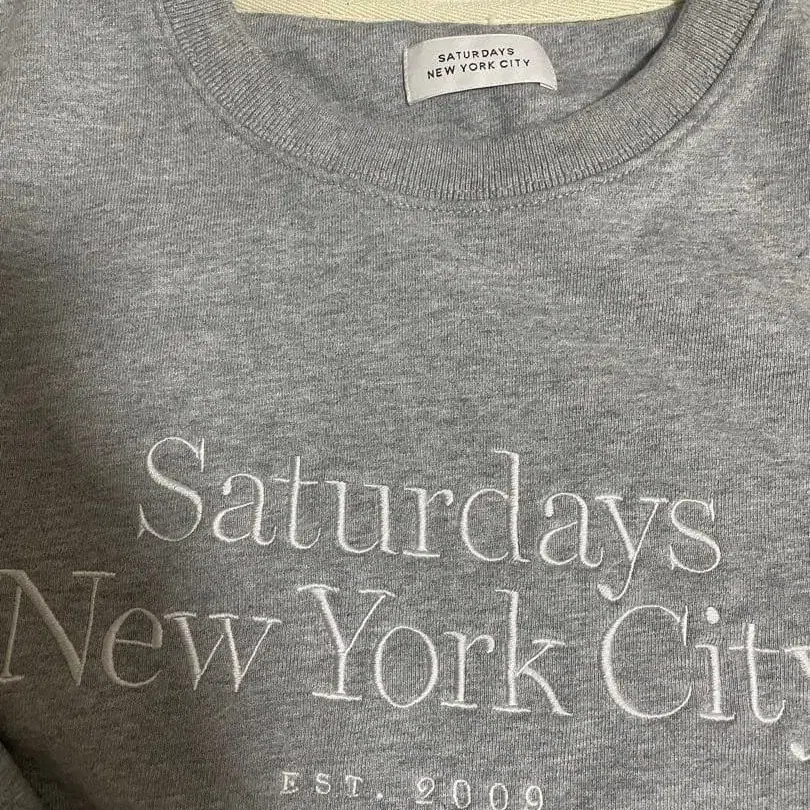 SATURDAYS
NEW YORK CITY
Saturdays
New York City
EST. 2009